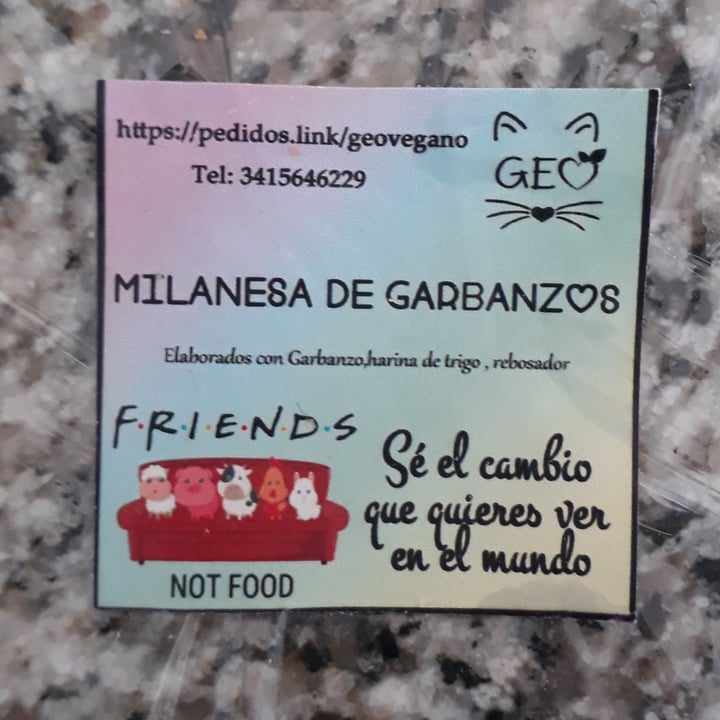 https://pedidos.link/geovegano
Tel: 3415646229
GEO
MILANESA DE GARBANZOS
Elaborados con Garbanzo,harina de trigo , rebosador
F·R·I·E·N·D·S
NOT FOOD
Sé el cambio
que quieres ver
en el mundo